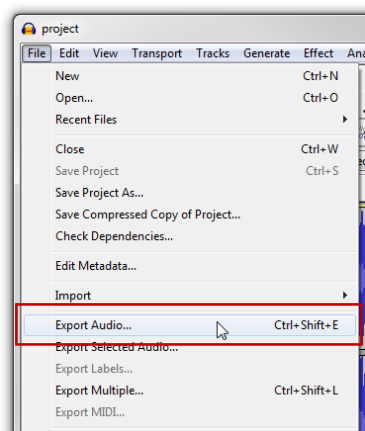 project
File Edit View Transport Tracks Generate Effect
New Ctrl+N
Open... Ctrl+O
Recent Files
Close Ctrl+W
Save Project Ctrl+S
Save Project As...
Save Compressed Copy of Project...
Check Dependencies...
Edit Metadata...
Import
Export Audio... Ctrl+Shift+E
Export Selected Audio...
Export Labels...
Export Multiple... Ctrl+Shift+L
Export MIDI...